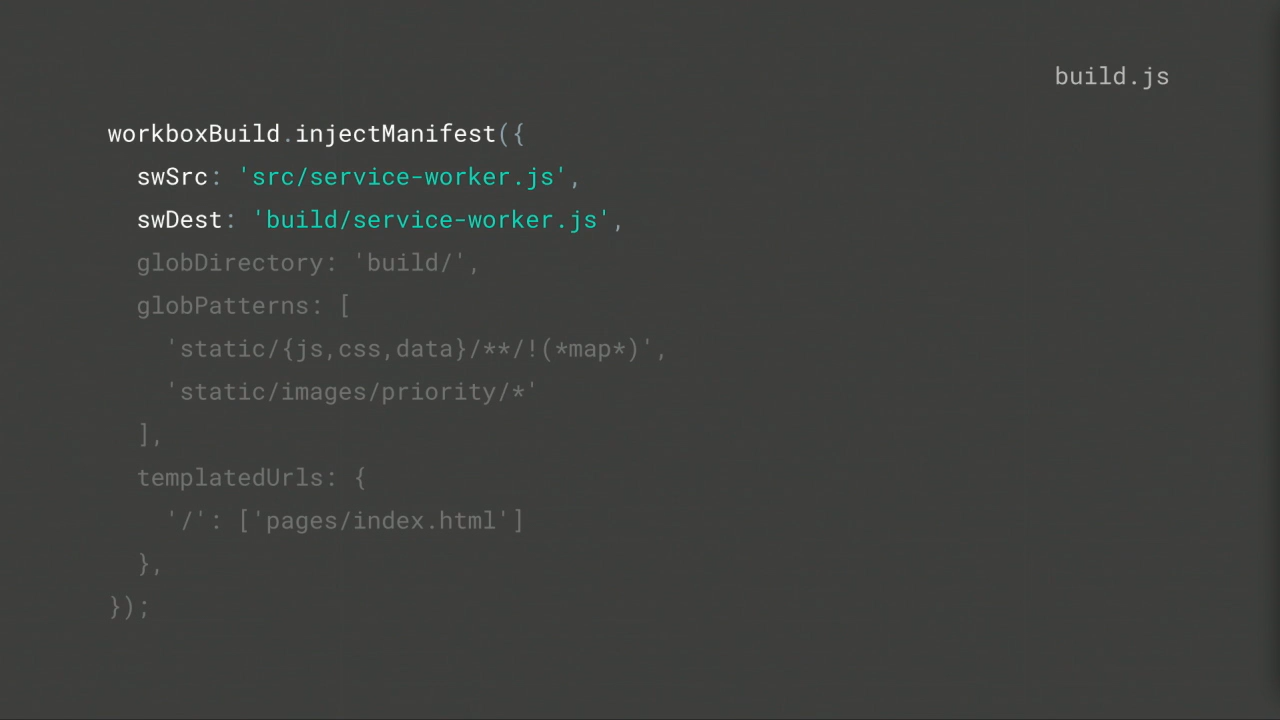 build.js
workboxBuild.injectManifest({
  swSrc: 'src/service-worker.js',
  swDest: 'build/service-worker.js',
  globDirectory: 'build/',
  globPatterns: [
    'static/{js,css,data}/**/!(*map*)',
    'static/images/priority/*'
  ],
  templatedUrls: {
    '/': ['pages/index.html']
  },
});